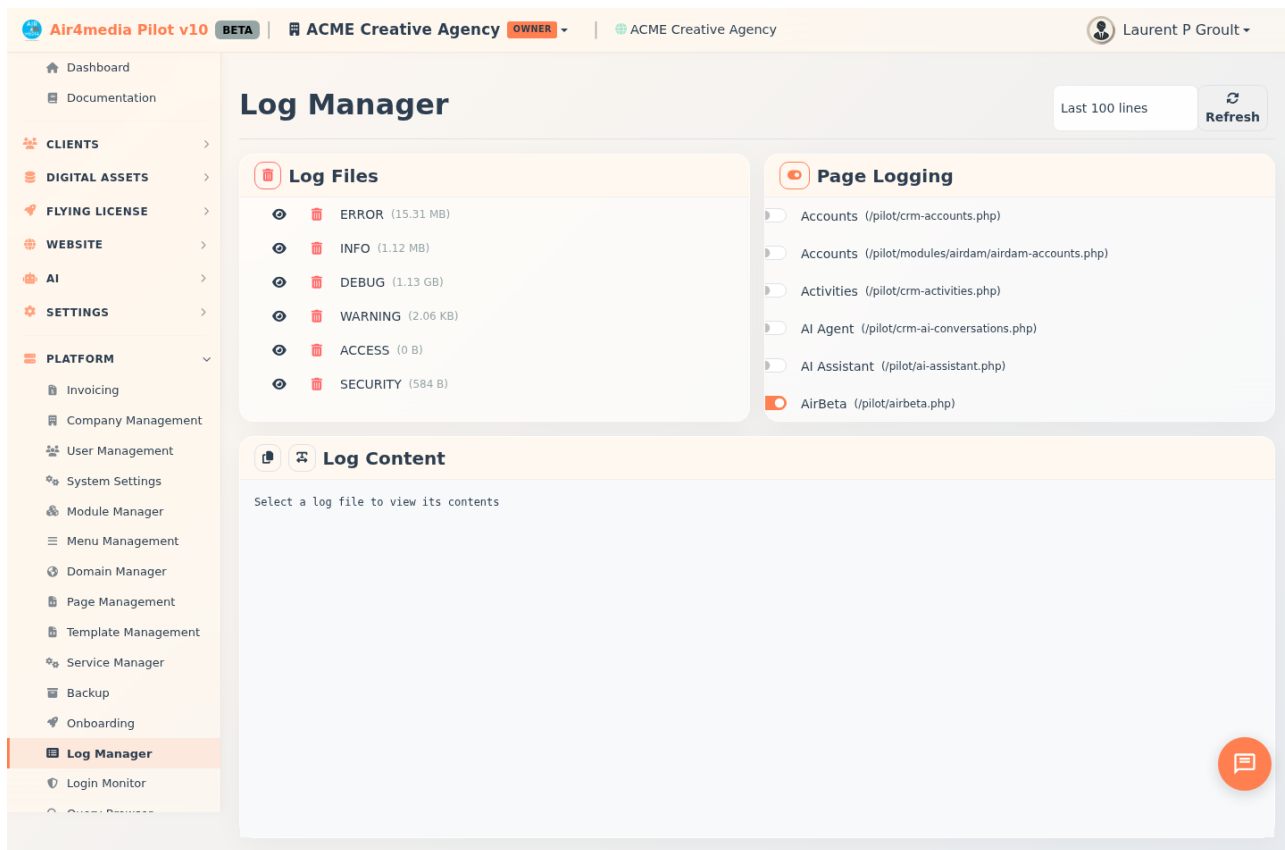 Air4media Pilot v10 BETA | ACME Creative Agency OWNER | ACME Creative Agency Laurent P Groult
Dashboard
Documentation
CLIENTS
DIGITAL ASSETS
FLYING LICENSE
WEBSITE
AI
SETTINGS
PLATFORM
Invoicing
Company Management
User Management
System Settings
Module Manager
Menu Management
Domain Manager
Page Management
Template Management
Service Manager
Backup
Onboarding
Log Manager
Login Monitor
Query Browser
Log Manager
Last 100 lines
Refresh
Log Files
ERROR (15.31 MB)
INFO (1.12 MB)
DEBUG (1.13 GB)
WARNING (2.06 KB)
ACCESS (0 B)
SECURITY (584 B)
Page Logging
Accounts (/pilot/crm-accounts.php)
Accounts (/pilot/modules/airdam/airdam-accounts.php)
Activities (/pilot/crm-activities.php)
AI Agent (/pilot/crm-ai-conversations.php)
AI Assistant (/pilot/ai-assistant.php)
AirBeta (/pilot/airbeta.php)
Log Content
Select a log file to view its contents